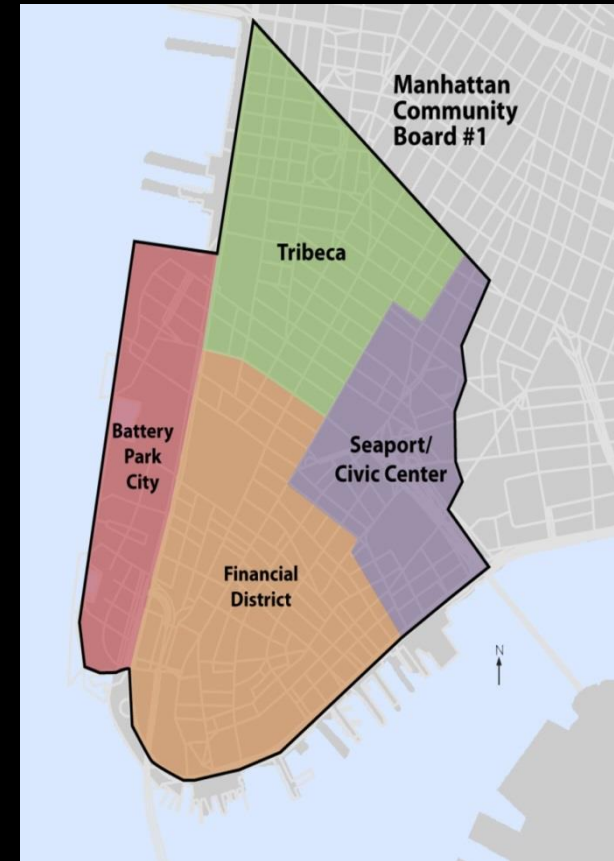 Manhattan
Community
Board #1
Tribeca
Battery
Park
City
Seaport/
Civic Center
Financial
District
N